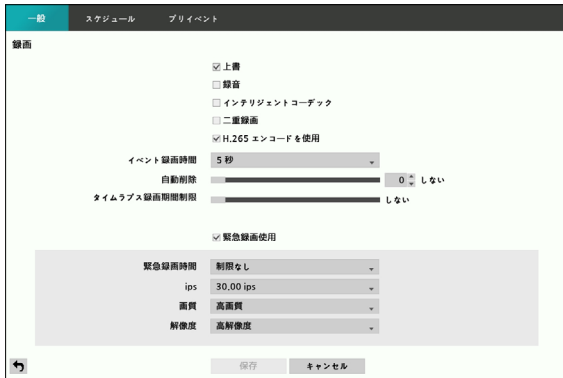 一般 スケジュール プリイベント
録画
上書
録音
インテリジェントコーデック
二重録画
H.265 エンコードを使用
イベント録画時間 5 秒
自動削除 0 しない
タイムラプス録画期間制限 しない
緊急録画使用
緊急録画時間 制限なし
ips 30.00 ips
画質 高画質
解像度 高解像度
保存 キャンセル